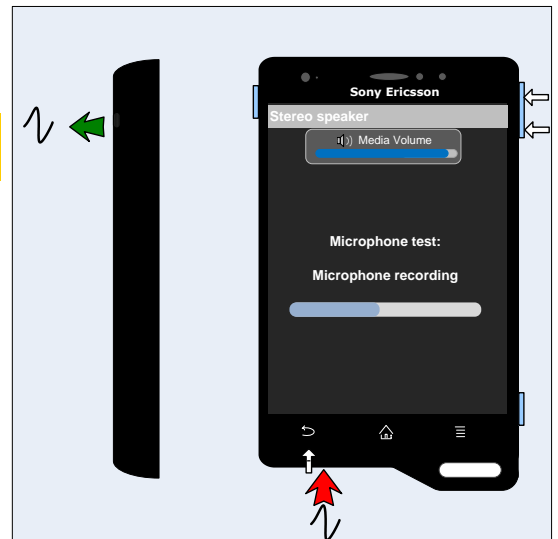 Sony Ericsson
Stereo speaker
Media Volume
Microphone test:
Microphone recording